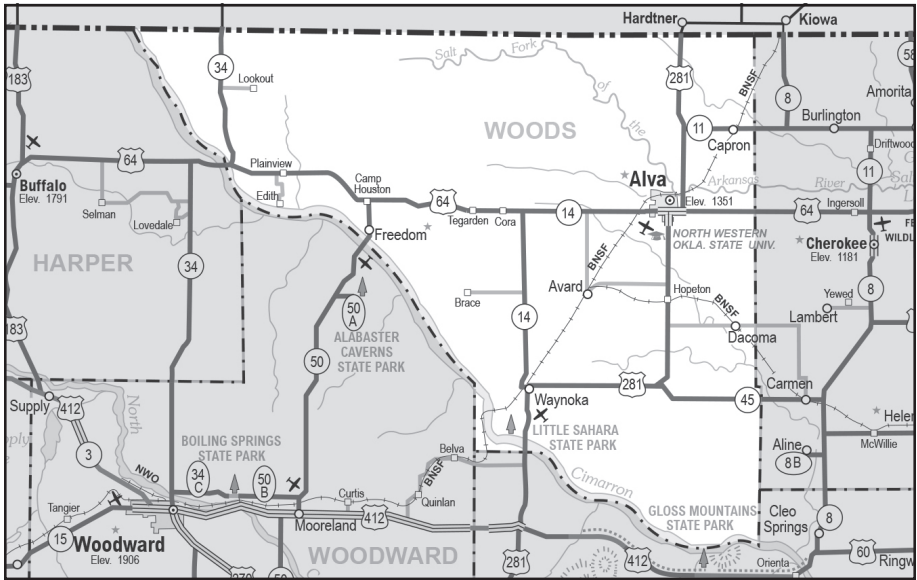 Hardtner
Kiowa
183
34
Lookout
Salt Fork of the Arkansas River
281
BNSF
58
8
Amorita
WOODS
11
Capron
Burlington
Driftwood
64
Plainview
Buffalo
Elev. 1791
Edith
Camp
Houston
Alva
Elev. 1351
11
Selman
Lovedale
64
Tegarden
Cora
14
64
Ingersoll
Freedom
NORTH WESTERN
OKLA. STATE UNIV.
Cherokee
Elev. 1181
WILDL
HARPER
34
BNSF
50
A
Avard
Hopeton
BNSF
8
Yewed
Lambert
Brace
14
183
ALABASTER
CAVERNS
STATE PARK
Dacoma
50
Supply
412
North
Waynoka
281
45
Carmen
Helen
McWillie
LITTLE SAHARA
STATE PARK
3
BOILING SPRINGS
STATE PARK
Belva
BNSF
Aline
8B
NWO
34
C
50
B
Curtis
Quinlan
Cimarron
Tangier
Mooreland
412
GLOSS MOUNTAINS
STATE PARK
Cleo
Springs
8
15
Woodward
Elev. 1906
WOODWARD
281
412
Orienta
60
Ringw
270
50